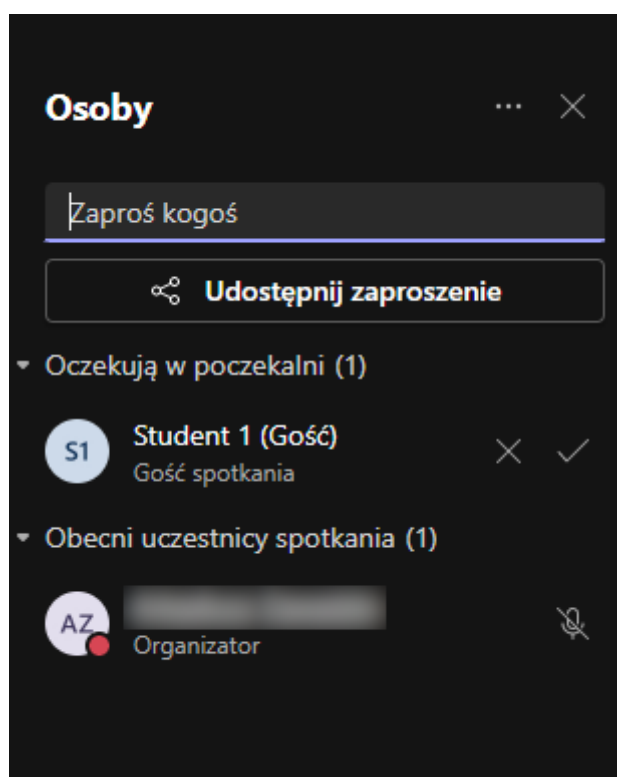 Osoby
Zaproś kogoś
Udostępnij zaproszenie
Oczekują w poczekalni (1)
S1
Student 1 (Gość)
Gość spotkania
Obecni uczestnicy spotkania (1)
AZ
Organizator